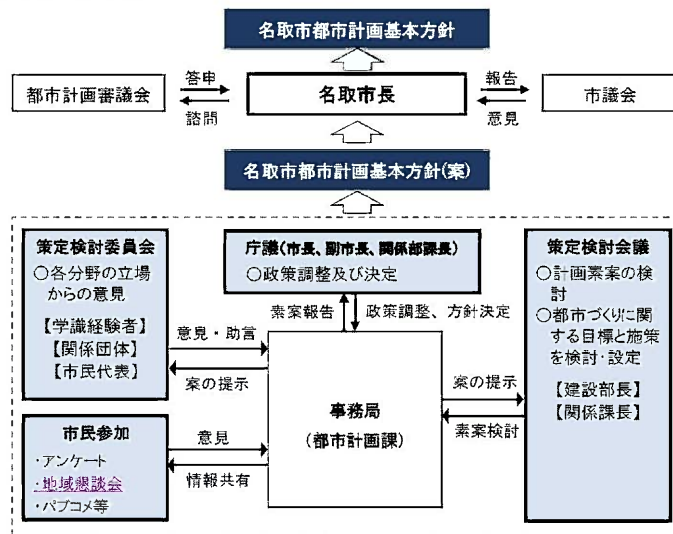 名取市都市計画基本方針
都市計画審議会
答申
諮問
名取市長
報告
意見
市議会
名取市都市計画基本方針(案)
策定検討委員会
○各分野の立場
からの意見
【学識経験者】
【関係団体】
【市民代表】
庁議(市長、副市長、関係部課長)
○政策調整及び決定
策定検討会議
○計画素案の検
討
○都市づくりに関
する目標と施策
を検討・設定
【建設部長】
【関係課長】
素案報告
政策調整、方針決定
意見・助言
案の提示
事務局
(都市計画課)
案の提示
素案検討
市民参加
・アンケート
・地域懇談会
・パブコメ等
意見
情報共有